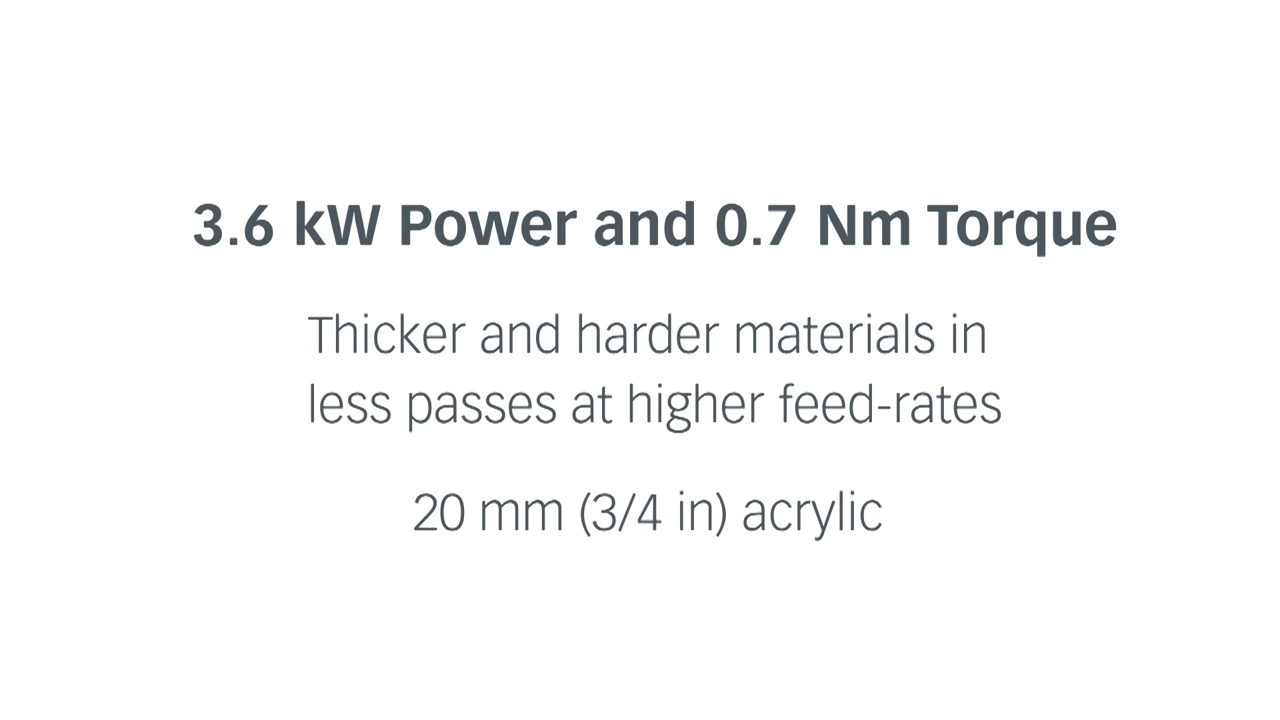 3.6 kW Power and 0.7 Nm Torque
Thicker and harder materials in
less passes at higher feed-rates
20 mm (3/4 in) acrylic